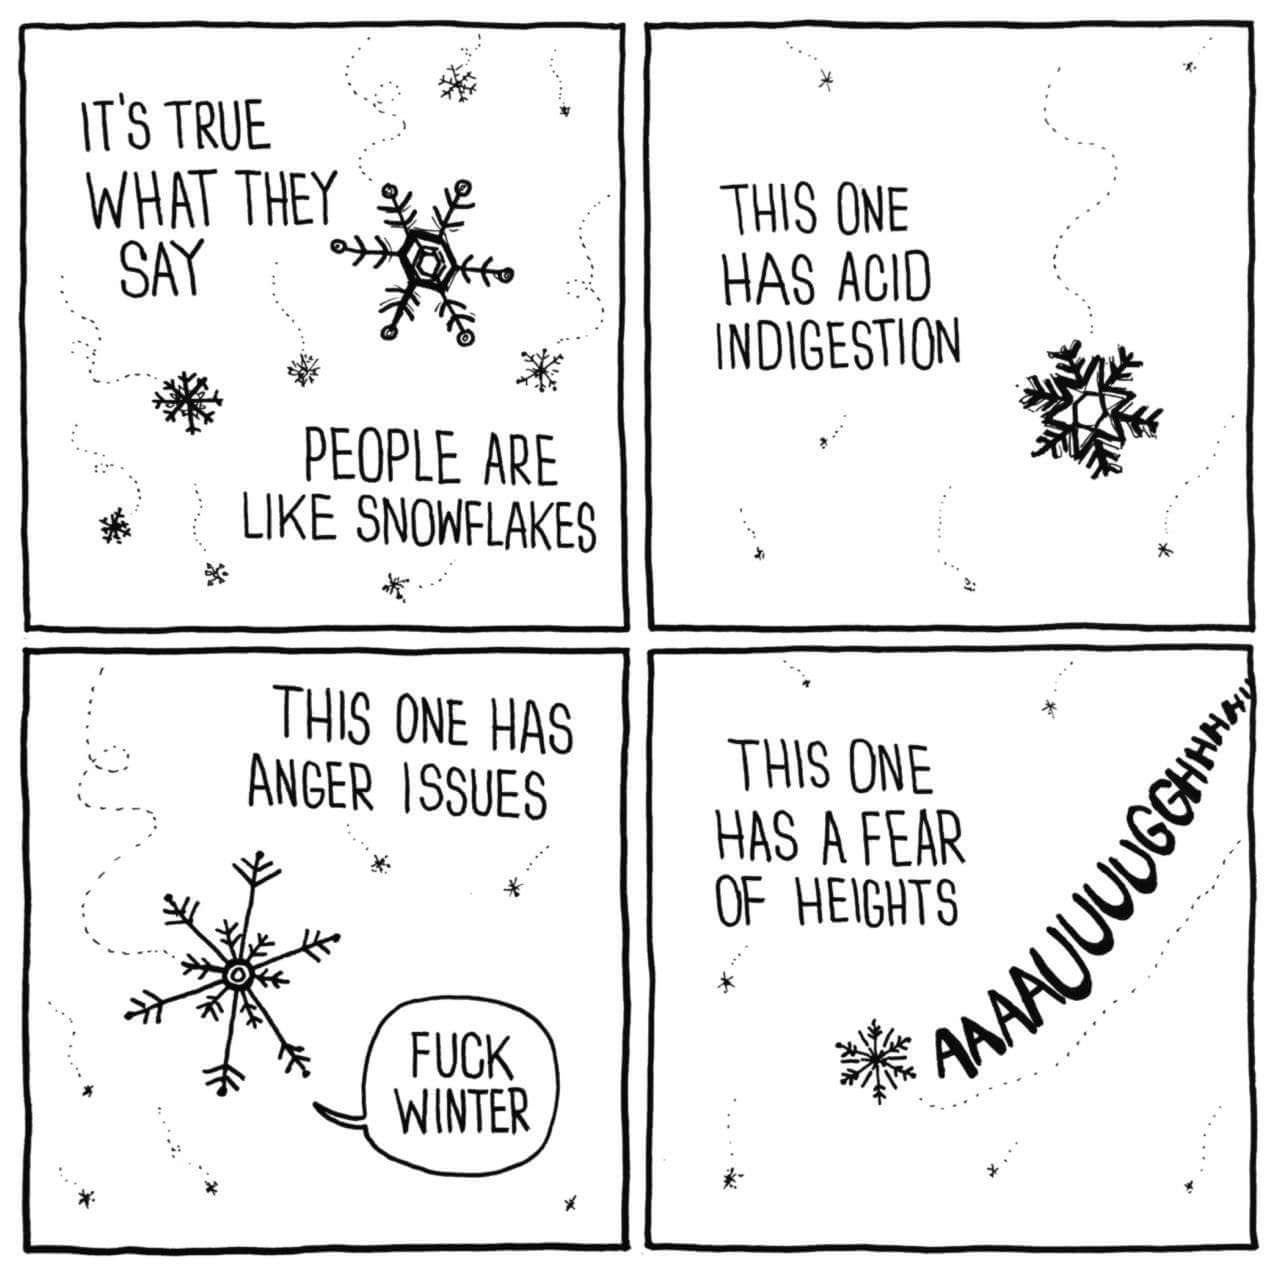 IT'S TRUE
WHAT THEY
SAY
PEOPLE ARE
LIKE SNOWFLAKES
THIS ONE
HAS ACID
INDIGESTION
THIS ONE HAS
ANGER ISSUES
FUCK
WINTER
THIS ONE
HAS A FEAR
OF HEIGHTS
AAAAUUUUGGHHHHH